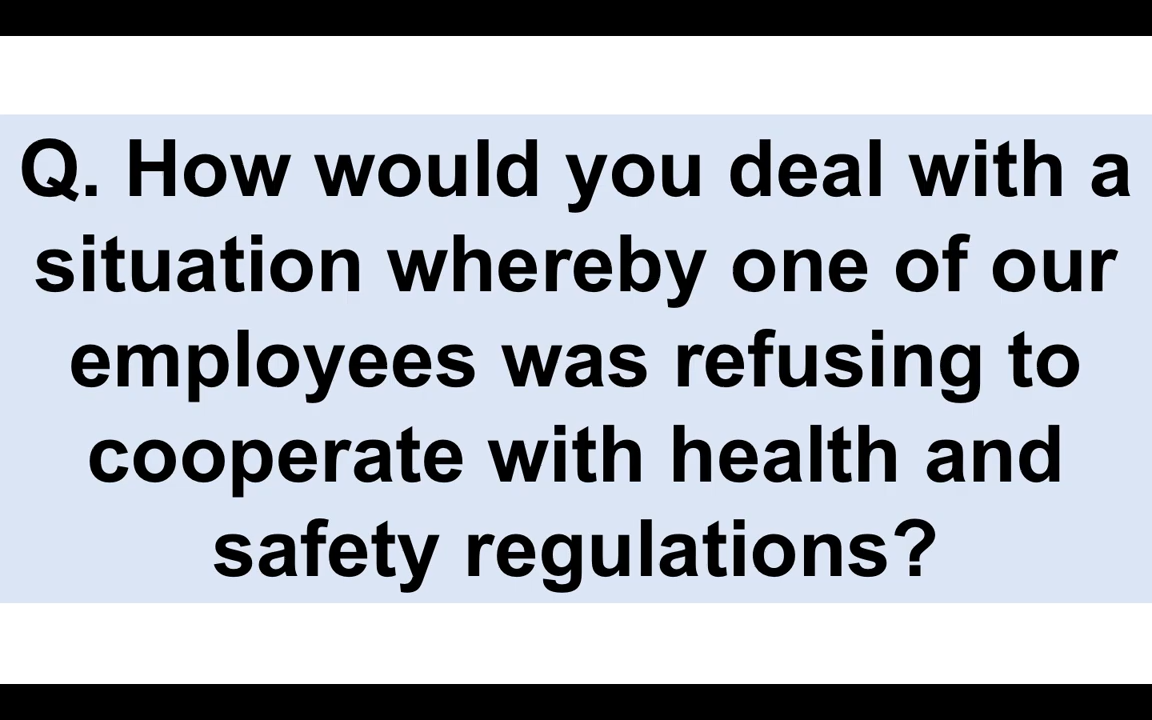 Q. How would you deal with a
situation whereby one of our
employees was refusing to
cooperate with health and
safety regulations?